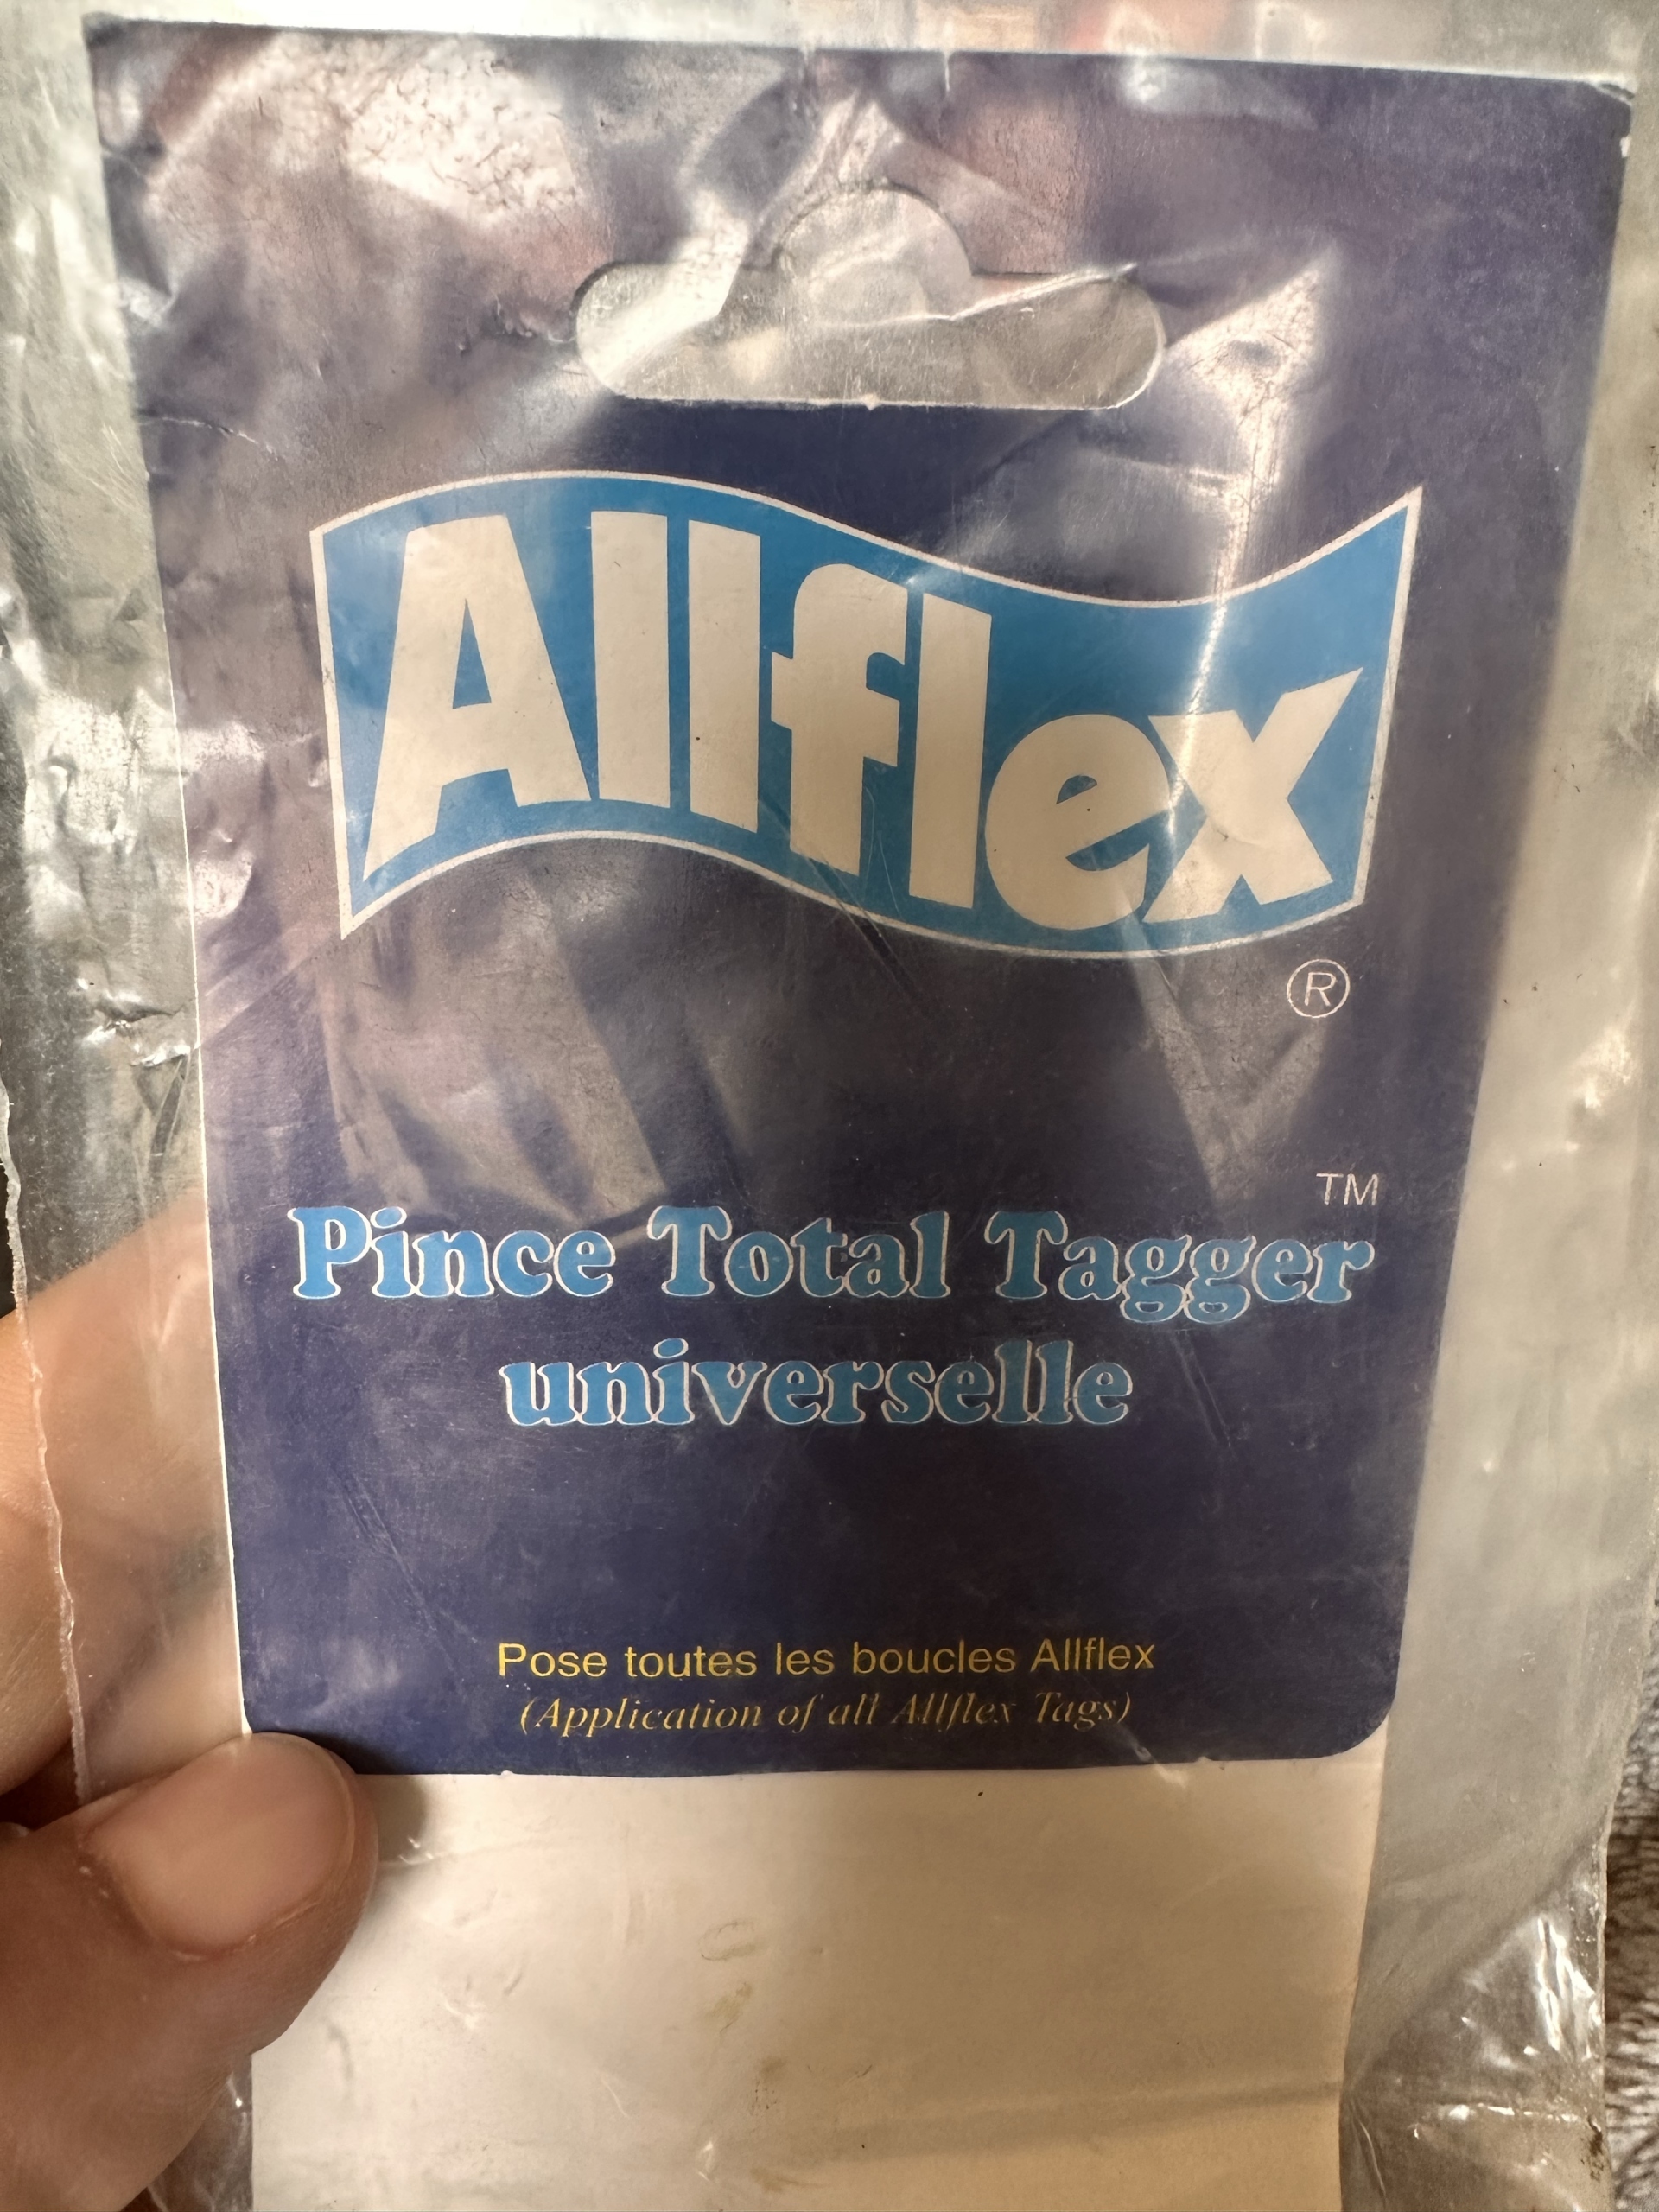 Allflex
®
TM
Pince Total Tagger
universelle
Pose toutes les boucles Allflex
(Application of all Allflex Tags)